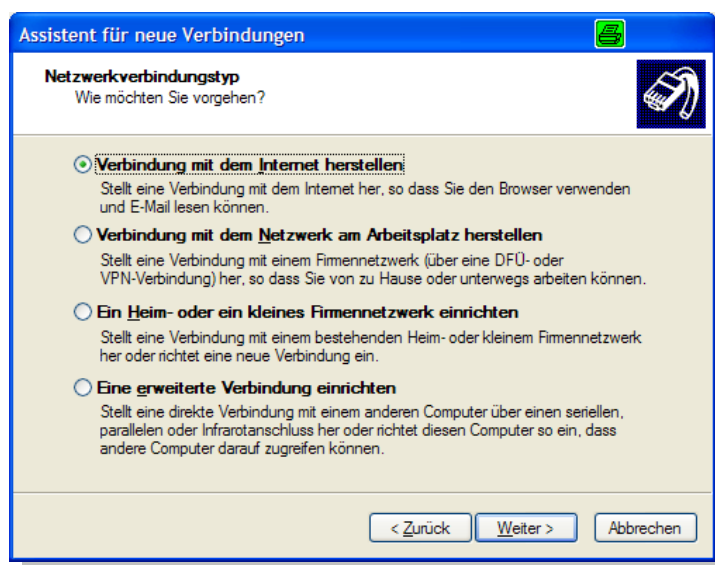 Assistent für neue Verbindungen
Netzwerkverbindungstyp
Wie möchten Sie vorgehen?
Verbindung mit dem Internet herstellen
Stellt eine Verbindung mit dem Internet her, so dass Sie den Browser verwenden
und E-Mail lesen können.
Verbindung mit dem Netzwerk am Arbeitsplatz herstellen
Stellt eine Verbindung mit einem Firmennetzwerk (über eine DFÜ- oder
VPN-Verbindung) her, so dass Sie von zu Hause oder unterwegs arbeiten können.
Ein Heim- oder ein kleines Firmennetzwerk einrichten
Stellt eine Verbindung mit einem bestehenden Heim- oder kleinem Firmennetzwerk
her oder richtet eine neue Verbindung ein.
Eine erweiterte Verbindung einrichten
Stellt eine direkte Verbindung mit einem anderen Computer über einen seriellen,
parallelen oder Infrarotanschluss her oder richtet diesen Computer so ein, dass
andere Computer darauf zugreifen können.
< Zurück Weiter > Abbrechen